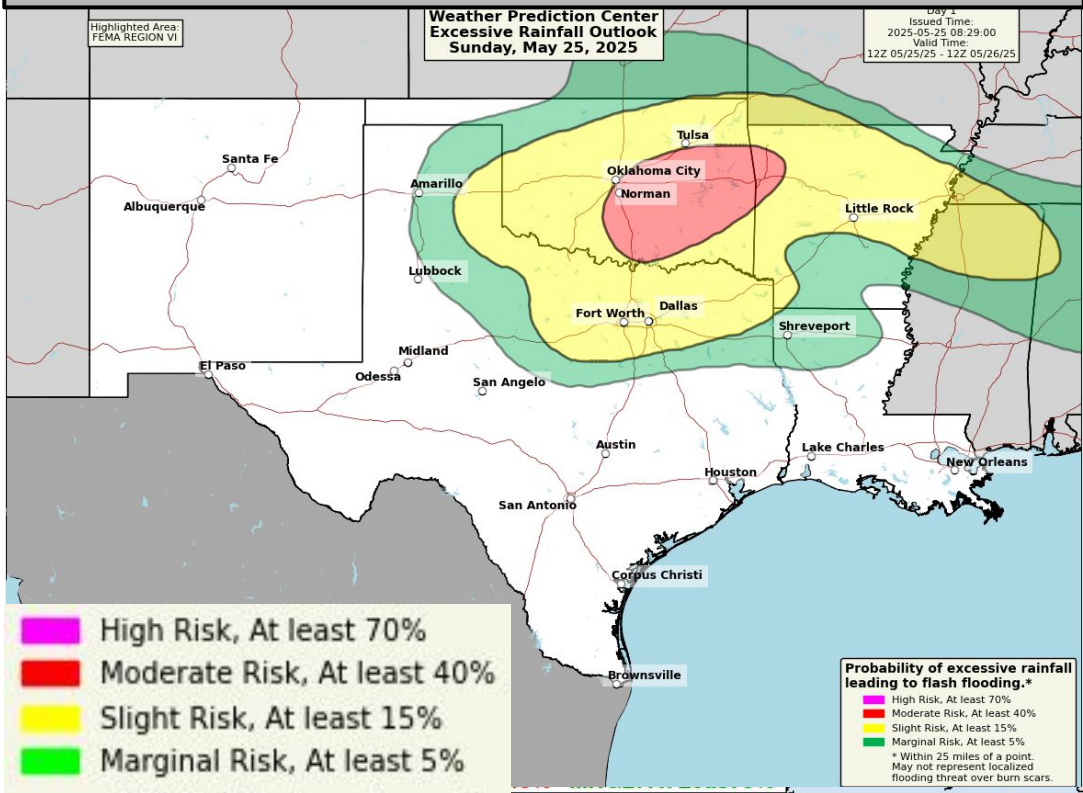 Highlighted Area:
FEMA REGION VI
Weather Prediction Center
Excessive Rainfall Outlook
Sunday, May 25, 2025
Day 1
Issued Time:
2025-05-25 08:29:00
Valid Time:
12Z 05/25/25 - 12Z 05/26/25
Tulsa
Santa Fe
Oklahoma City
Amarillo
Norman
Albuquerque
Little Rock
Lubbock
Fort Worth
Dallas
Shreveport
Midland
El Paso
Odessa
San Angelo
Austin
Lake Charles
Houston
New Orleans
San Antonio
Corpus Christi
Brownsville
High Risk, At least 70%
Moderate Risk, At least 40%
Slight Risk, At least 15%
Marginal Risk, At least 5%
Probability of excessive rainfall
leading to flash flooding.*
High Risk, At least 70%
Moderate Risk, At least 40%
Slight Risk, At least 15%
Marginal Risk, At least 5%
* Within 25 miles of a point.
May not represent localized
flooding threat over burn scars.